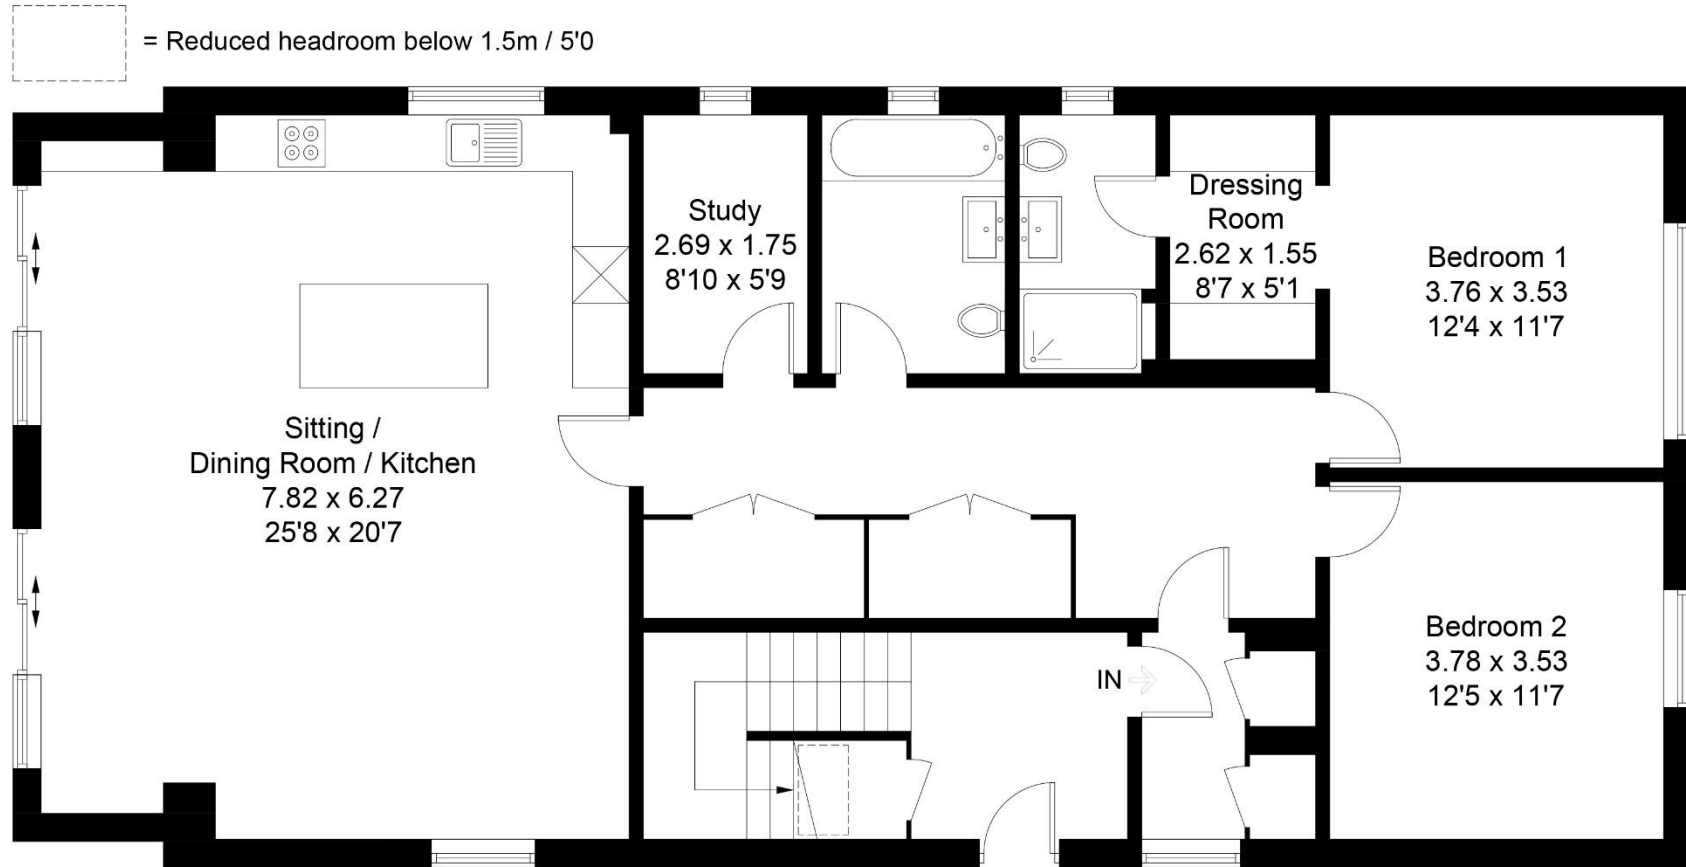 = Reduced headroom below 1.5m / 5'0
Study
2.69 x 1.75
8'10 x 5'9
Dressing
Room
2.62 x 1.55
8'7 x 5'1
Bedroom 1
3.76 x 3.53
12'4 x 11'7
Sitting /
Dining Room / Kitchen
7.82 x 6.27
25'8 x 20'7
IN
Bedroom 2
3.78 x 3.53
12'5 x 11'7